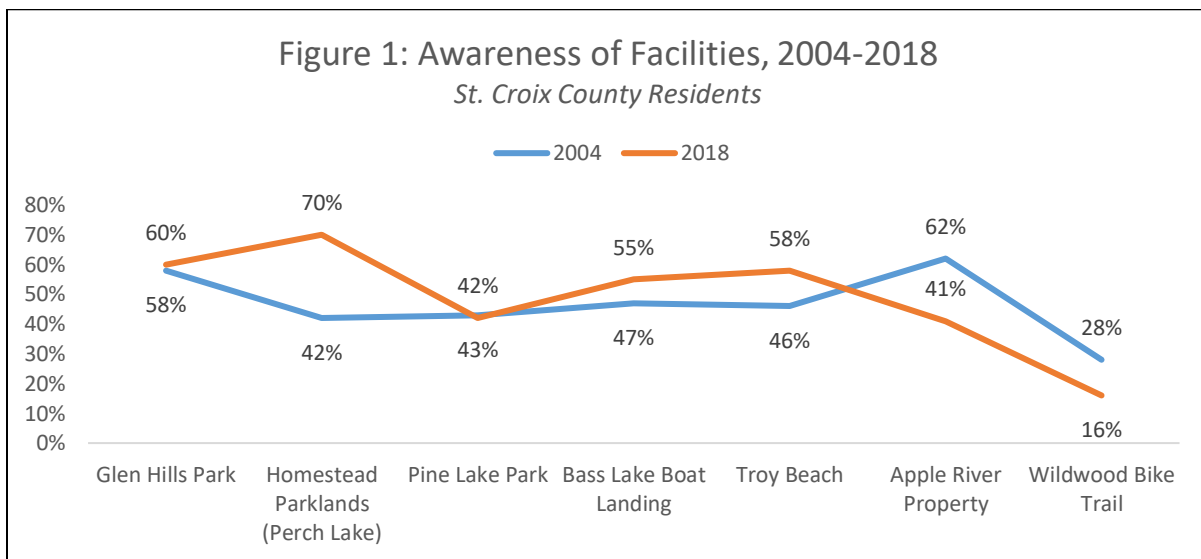 Figure 1: Awareness of Facilities, 2004-2018
St. Croix County Residents
2004 2018
80%
70%
60%
50%
40%
30%
20%
10%
0%
60% 70% 42% 55% 58% 62% 41% 28%
58% 42% 43% 47% 46% 16%
Glen Hills Park Homestead Pine Lake Park Bass Lake Boat Troy Beach Apple River Wildwood Bike
Parklands Landing Property Trail
(Perch Lake)